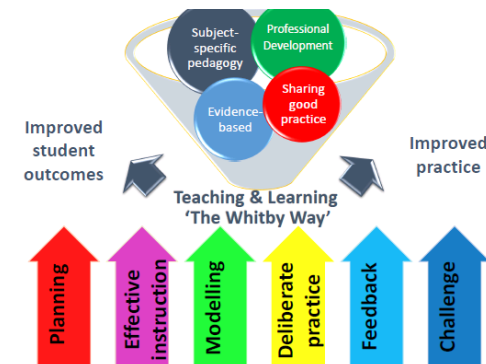 Subject-
specific
pedagogy
Professional
Development
Evidence-
based
Sharing
good
practice
Improved
student
outcomes
Improved
practice
Teaching & Learning
‘The Whitby Way’
Planning
Effective
instruction
Modelling
Deliberate
practice
Feedback
Challenge